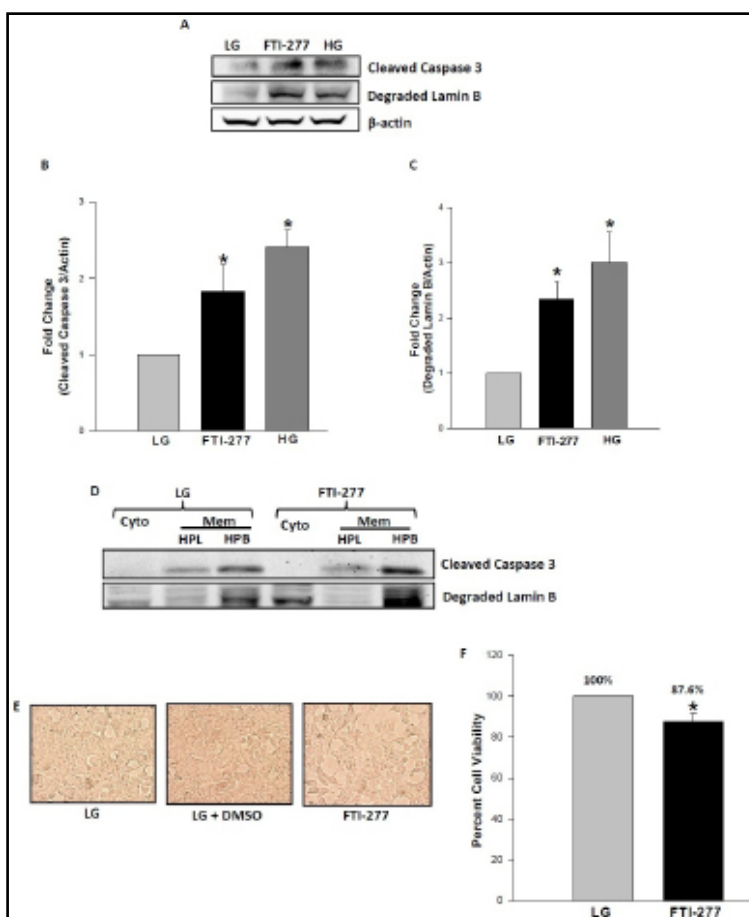 A
LG FTI-277 HG
Cleaved Caspase 3
Degraded Lamin B
β-actin
B
Fold Change
(Cleaved Caspase 3/Actin)
3
2
1
0
*
*
LG FTI-277 HG
C
Fold Change
(Degraded Lamin B/Actin)
4
3
2
1
0
*
*
LG FTI-277 HG
D
LG FTI-277
Cyto Mem Cyto Mem
HPL HPB HPL HPB
Cleaved Caspase 3
Degraded Lamin B
E
LG LG + DMSO FTI-277
F
Percent Cell Viability
120
100
80
60
40
20
0
100%
87.6%
*
LG FTI-277